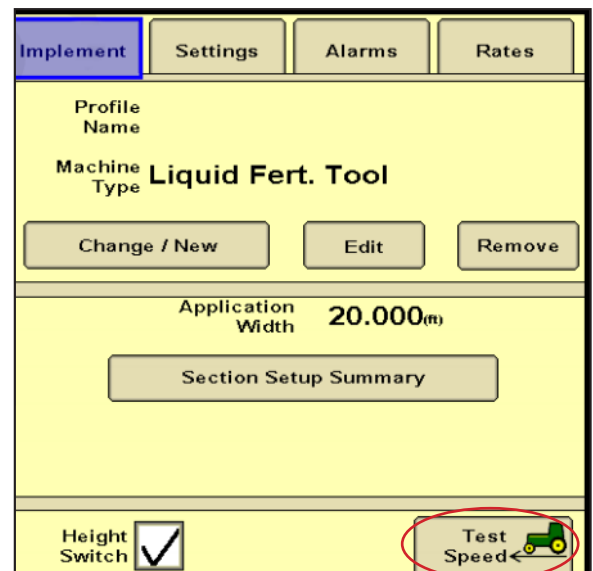 Implement Settings Alarms Rates
Profile
Name
Machine
Type Liquid Fert. Tool
Change / New Edit Remove
Application
Width 20.000(ft)
Section Setup Summary
Height
Switch
Test
Speed